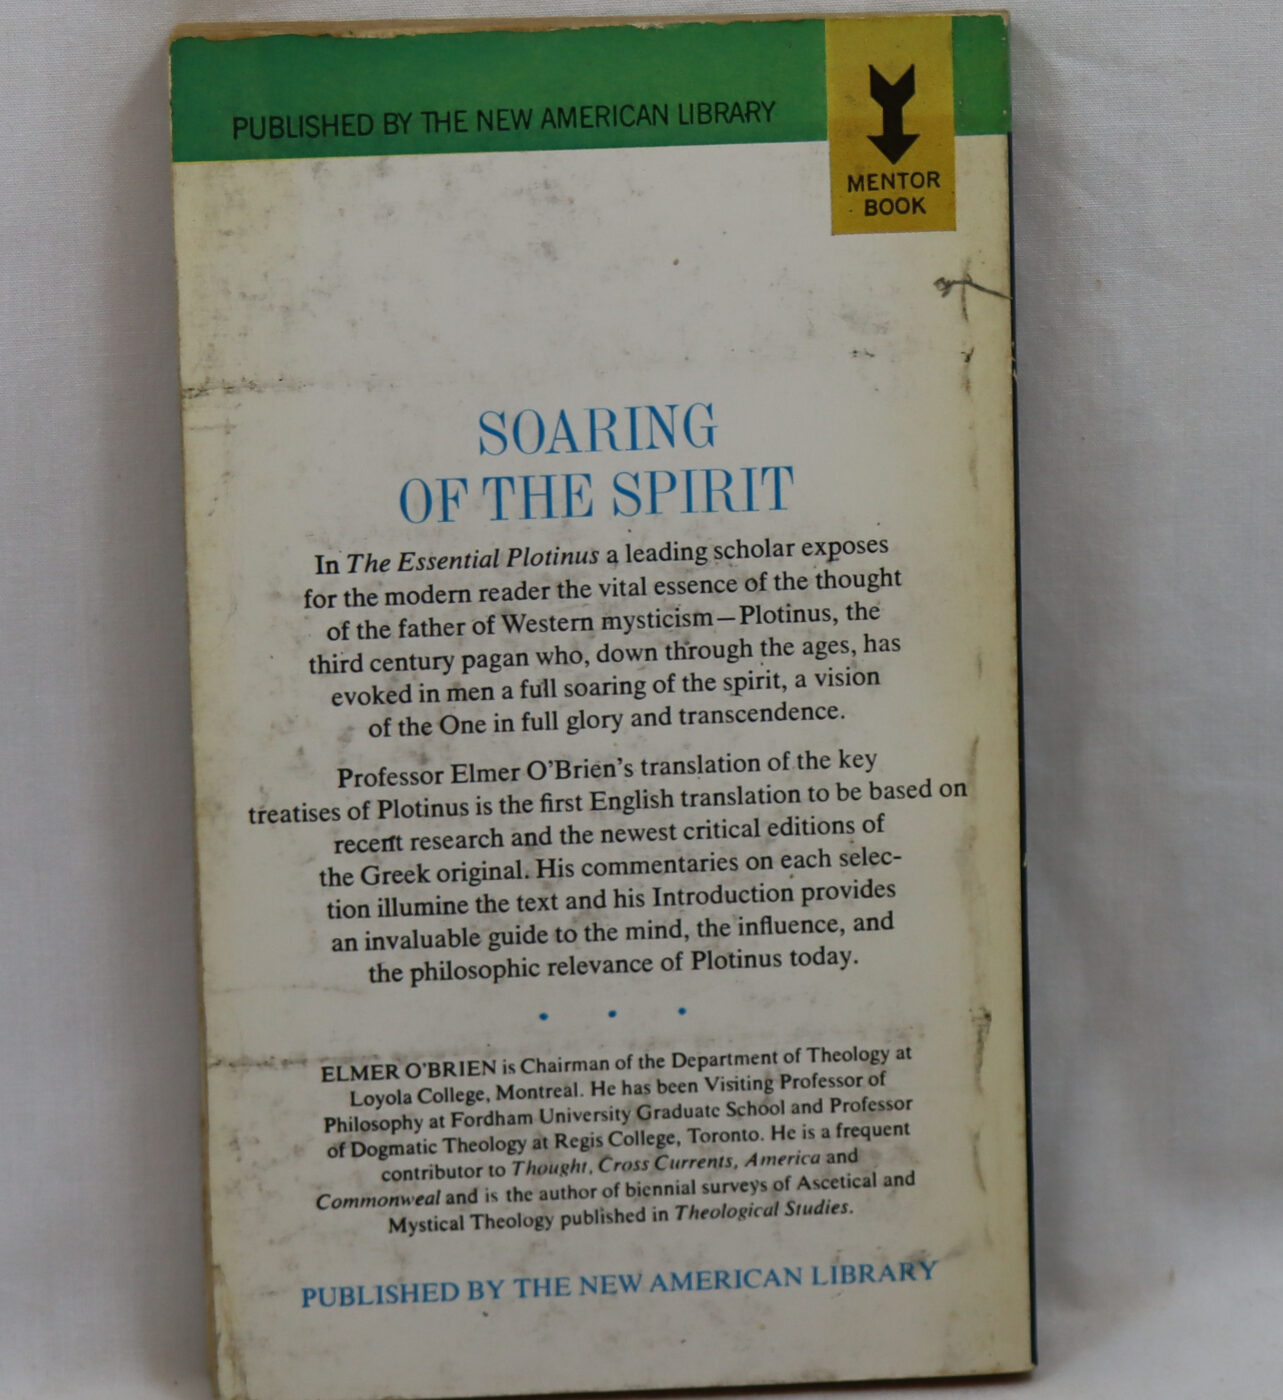 PUBLISHED BY THE NEW AMERICAN LIBRARY
MENTOR
BOOK
SOARING
OF THE SPIRIT
In The Essential Plotinus a leading scholar exposes
for the modern reader the vital essence of the thought
of the father of Western mysticism—Plotinus, the
third century pagan who, down through the ages, has
evoked in men a full soaring of the spirit, a vision
of the One in full glory and transcendence.
Professor Elmer O'Brien's translation of the key
treatises of Plotinus is the first English translation to be based on
recent research and the newest critical editions of
the Greek original. His commentaries on each selec-
tion illumine the text and his Introduction provides
an invaluable guide to the mind, the influence, and
the philosophic relevance of Plotinus today.
• • •
ELMER O'BRIEN is Chairman of the Department of Theology at
Loyola College, Montreal. He has been Visiting Professor of
Philosophy at Fordham University Graduate School and Professor
of Dogmatic Theology at Regis College, Toronto. He is a frequent
contributor to Thought, Cross Currents, America and
Commonweal and is the author of biennial surveys of Ascetical and
Mystical Theology published in Theological Studies.
PUBLISHED BY THE NEW AMERICAN LIBRARY